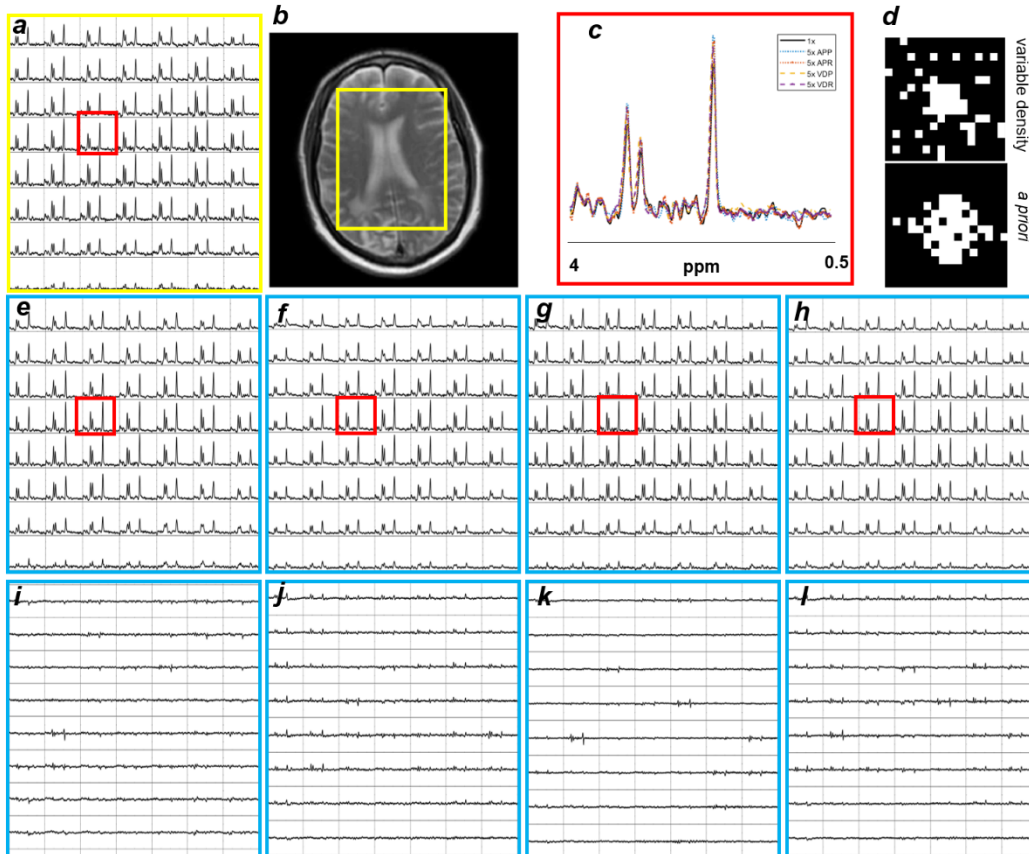 a
b
c
1x
5x APP
5x APR
5x VDP
5x VDR
4
ppm
0.5
d
variable density
a priori
e
f
g
h
i
j
k
l